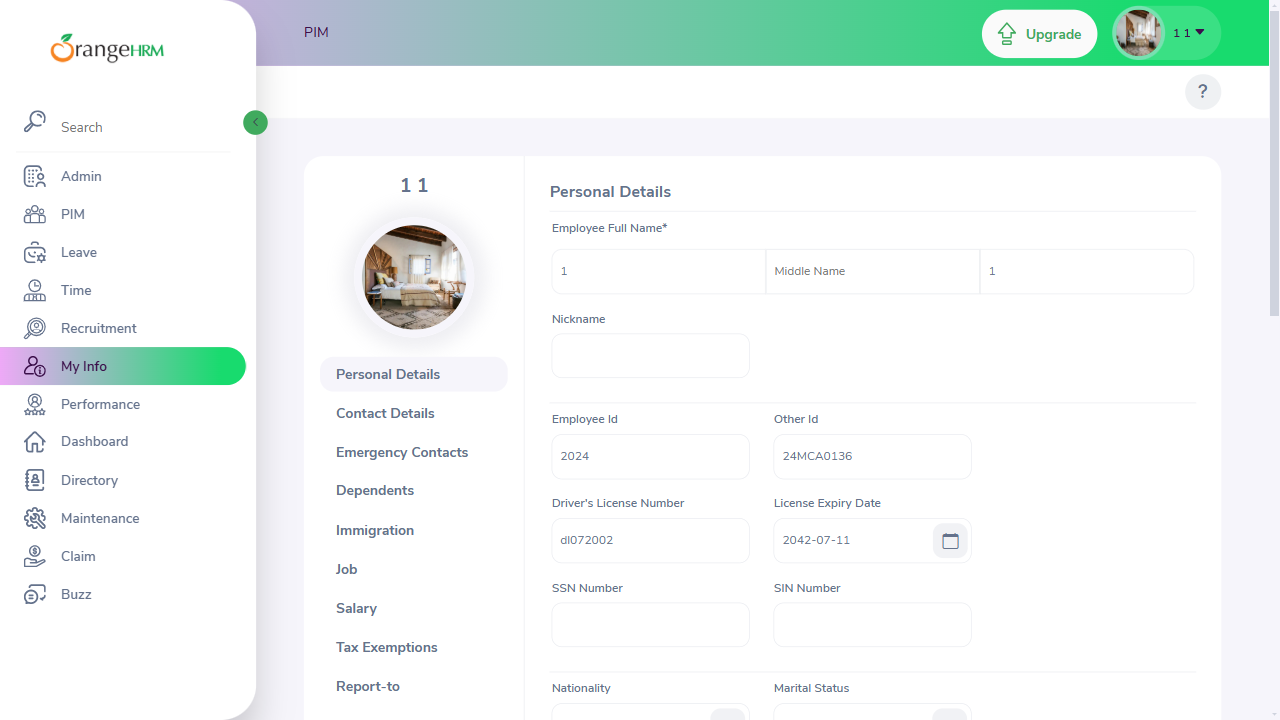 OrangeHRM
Search
Admin
PIM
Leave
Time
Recruitment
My Info
Performance
Dashboard
Directory
Maintenance
Claim
Buzz
PIM
Upgrade
1 1
?
1 1
Personal Details
Contact Details
Emergency Contacts
Dependents
Immigration
Job
Salary
Tax Exemptions
Report-to
Personal Details
Employee Full Name*
1 Middle Name 1
Nickname
Employee Id Other Id
2024 24MCA0136
Driver's License Number License Expiry Date
dl072002 2042-07-11
SSN Number SIN Number
Nationality Marital Status